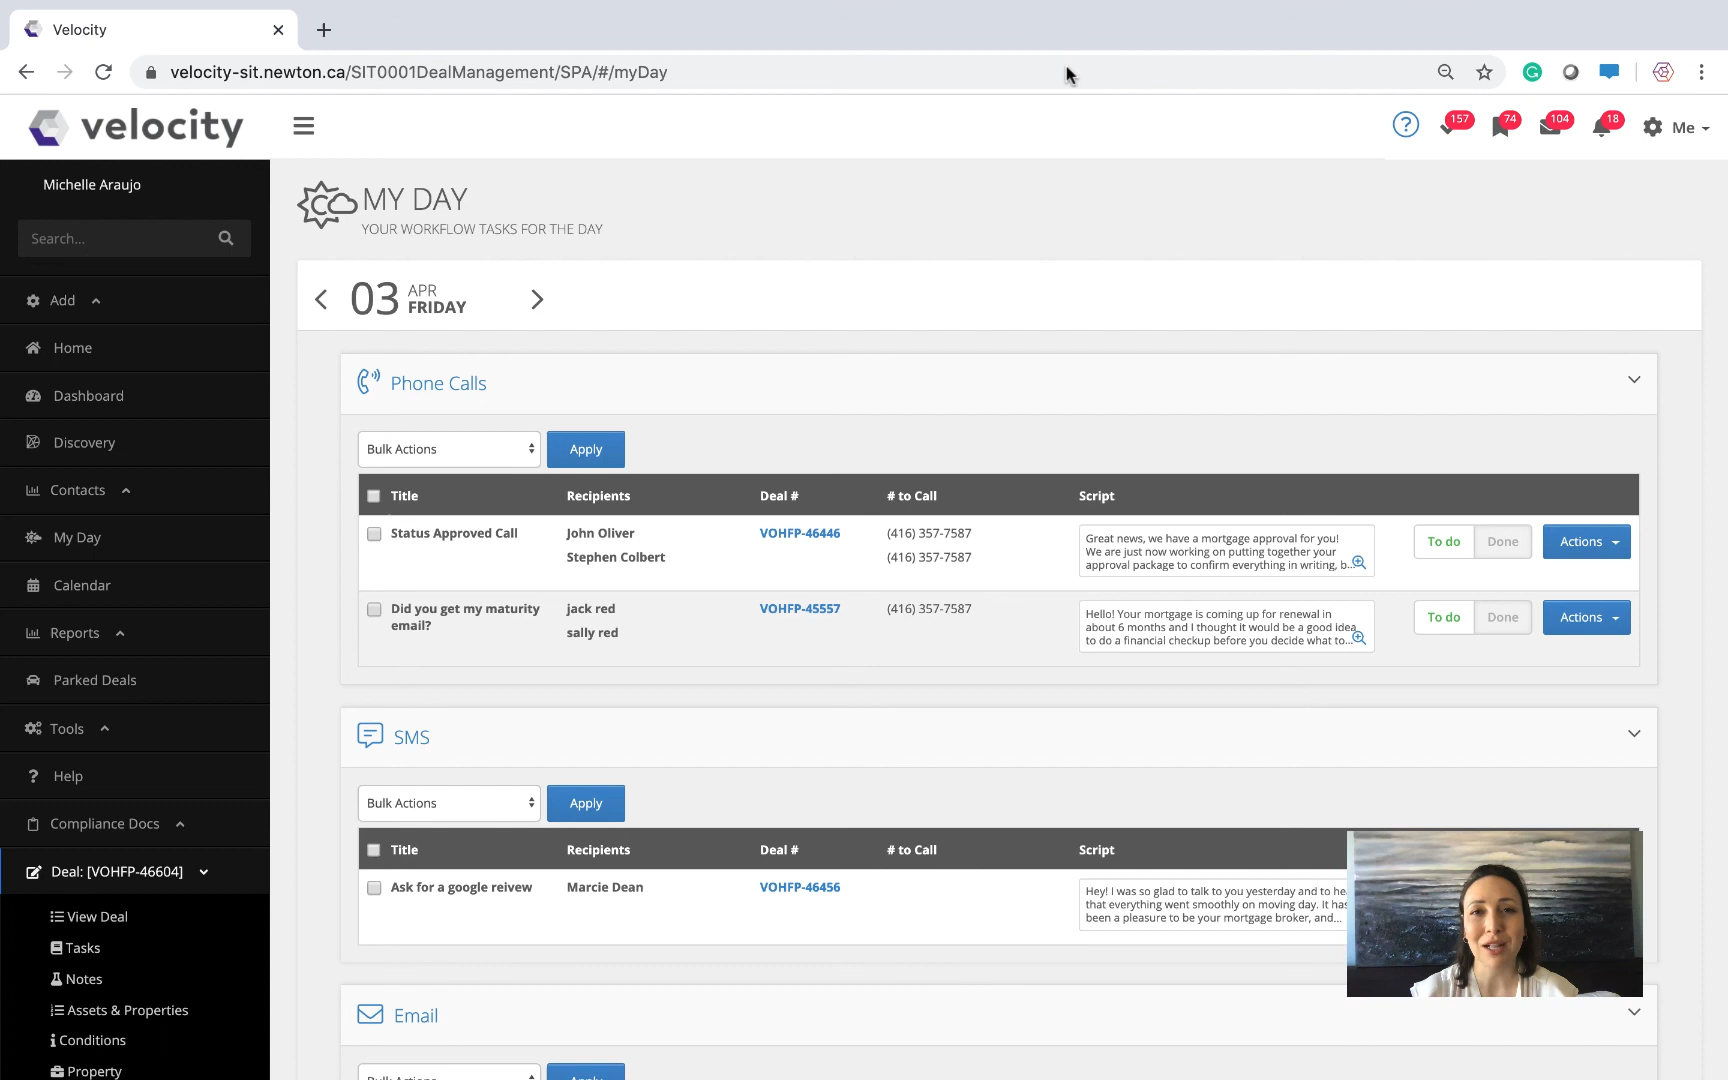 Velocity
velocity-sit.newton.ca/SIT0001DealManagement/SPA/#/myDay
velocity
157
74
104
18
Me
Michelle Araujo
Search...
Add
Home
Dashboard
Discovery
Contacts
My Day
Calendar
Reports
Parked Deals
Tools
Help
Compliance Docs
Deal: [VOHFP-46604]
View Deal
Tasks
Notes
Assets & Properties
Conditions
Property
MY DAY
YOUR WORKFLOW TASKS FOR THE DAY
03 APR
FRIDAY
Phone Calls
Bulk Actions Apply
Title Recipients Deal # # to Call Script
Status Approved Call John Oliver VOHFP-46446 (416) 357-7587
Stephen Colbert (416) 357-7587
Great news, we have a mortgage approval for you!
We are just now working on putting together your
approval package to confirm everything in writing, b...
To do Done Actions
Did you get my maturity
email?
jack red VOHFP-45557 (416) 357-7587
sally red
Hello! Your mortgage is coming up for renewal in
about 6 months and I thought it would be a good idea
to do a financial checkup before you decide what to...
To do Done Actions
SMS
Bulk Actions Apply
Title Recipients Deal # # to Call Script
Ask for a google reivew Marcie Dean VOHFP-46456
Hey! I was so glad to talk to you yesterday and to he
that everything went smoothly on moving day. It has
been a pleasure to be your mortgage broker, and...
Email
Bulk Actions Apply